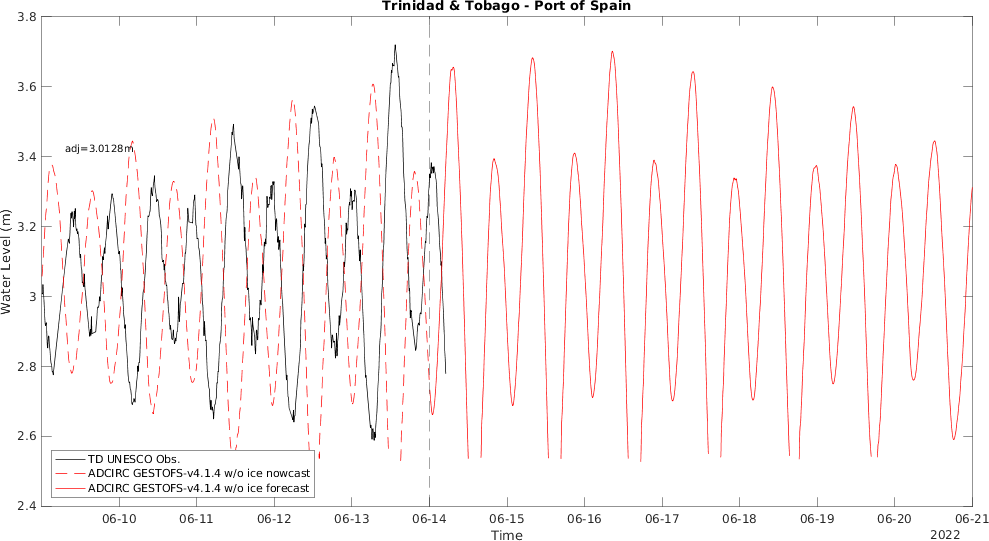 Trinidad & Tobago - Port of Spain
3.8
3.6
3.4
3.2
3
2.8
2.6
2.4
Water Level (m)
adj=3.0128m
TD UNESCO Obs.
ADCIRC GESTOFS-v4.1.4 w/o ice nowcast
ADCIRC GESTOFS-v4.1.4 w/o ice forecast
06-10 06-11 06-12 06-13 06-14 06-15 06-16 06-17 06-18 06-19 06-20 06-21
Time
2022